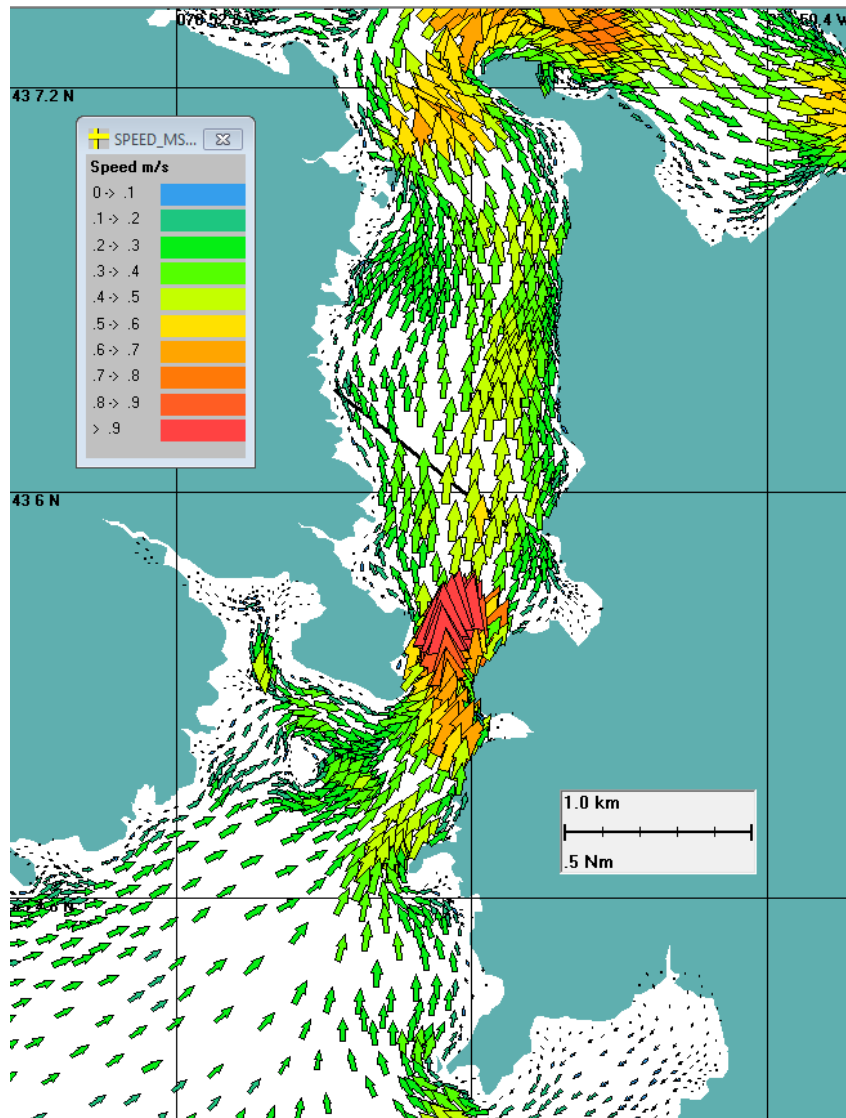 43 7.2 N
SPEED_MS...
Speed m/s
0-> .1
.1-> .2
.2-> .3
.3-> .4
.4-> .5
.5-> .6
.6-> .7
.7-> .8
.8-> .9
> .9
43 6 N
1.0 km
.5 Nm